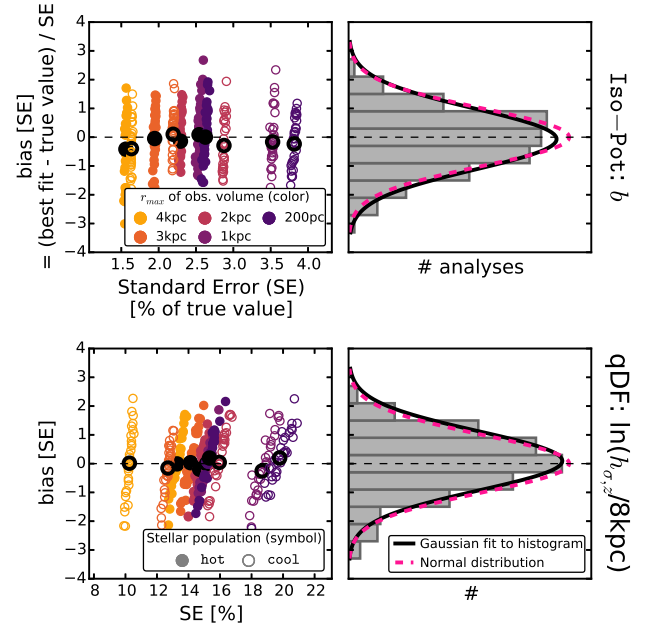 4
3
2
1
0
−1
−2
−3
−4
bias [SE]
= (best fit - true value) / SE
r_max of obs. volume (color)
4kpc 2kpc 200pc
3kpc 1kpc
1.5 2.0 2.5 3.0 3.5 4.0
Standard Error (SE)
[% of true value]
# analyses
Iso−Pot: b
4
3
2
1
0
−1
−2
−3
−4
bias [SE]
Stellar population (symbol)
hot cool
8 10 12 14 16 18 20 22
SE [%]
Gaussian fit to histogram
Normal distribution
#
qDF: ln(h_σ,z/8kpc)